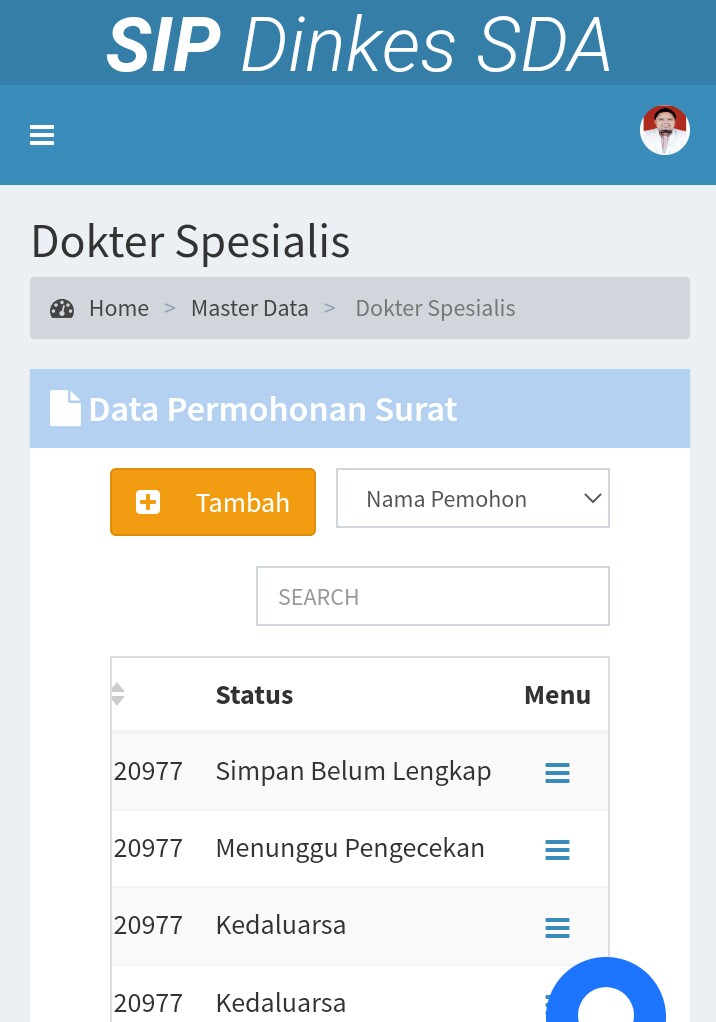 SIP Dinkes SDA
Dokter Spesialis
Home > Master Data > Dokter Spesialis
Data Permohonan Surat
Tambah
Nama Pemohon
SEARCH
Status Menu
20977 Simpan Belum Lengkap
20977 Menunggu Pengecekan
20977 Kedaluarsa
20977 Kedaluarsa